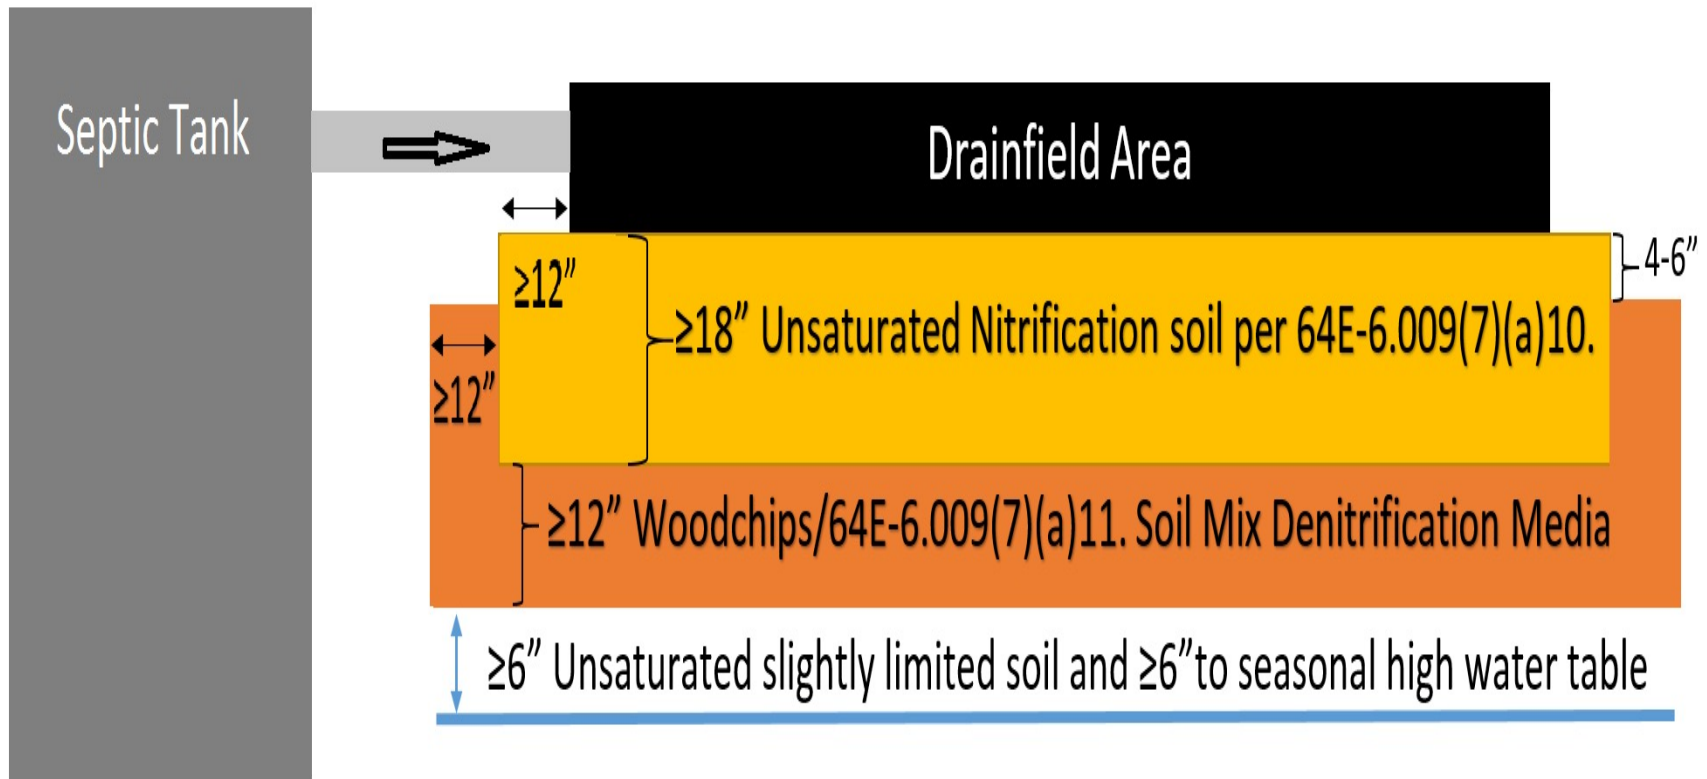 Septic Tank
Drainfield Area
≥12”
4-6”
≥18” Unsaturated Nitrification soil per 64E-6.009(7)(a)10.
≥12”
≥12” Woodchips/64E-6.009(7)(a)11. Soil Mix Denitrification Media
≥6” Unsaturated slightly limited soil and ≥6”to seasonal high water table